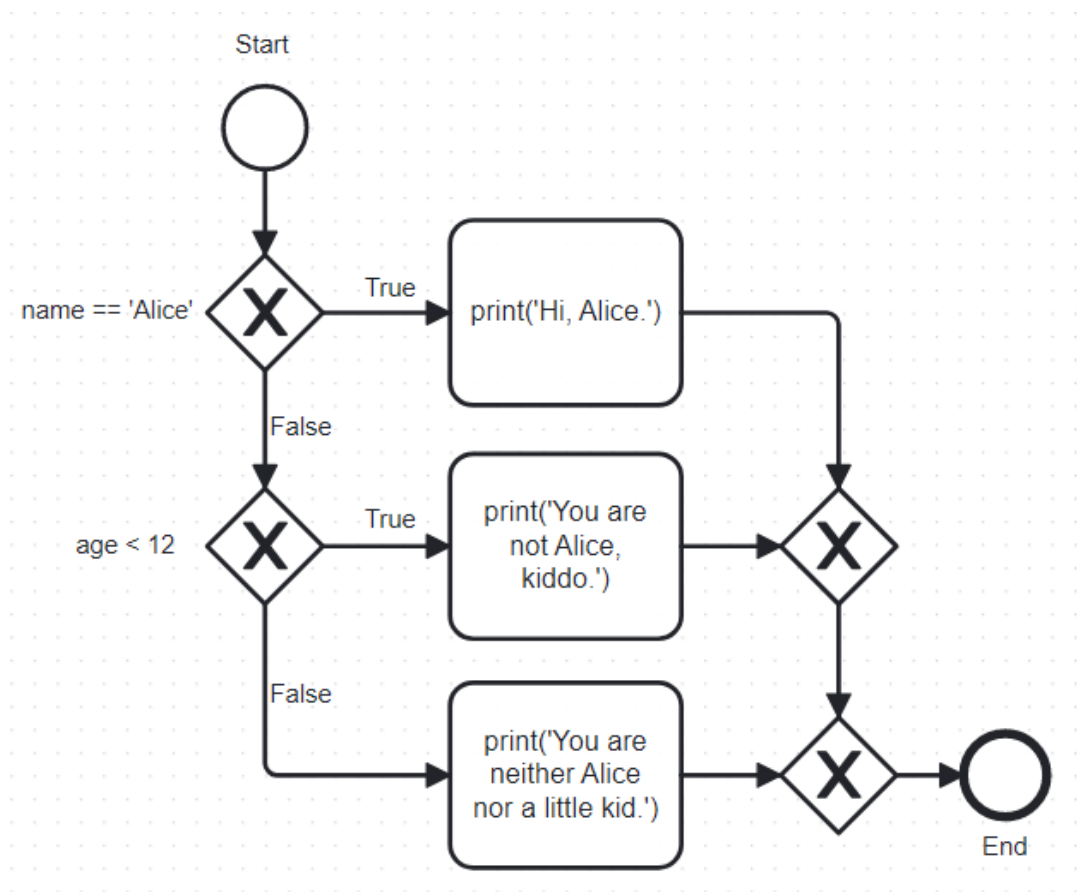 Start
True
name == 'Alice'
print('Hi, Alice.')
False
True
age < 12
print('You are
not Alice,
kiddo.')
False
print('You are
neither Alice
nor a little kid.')
End